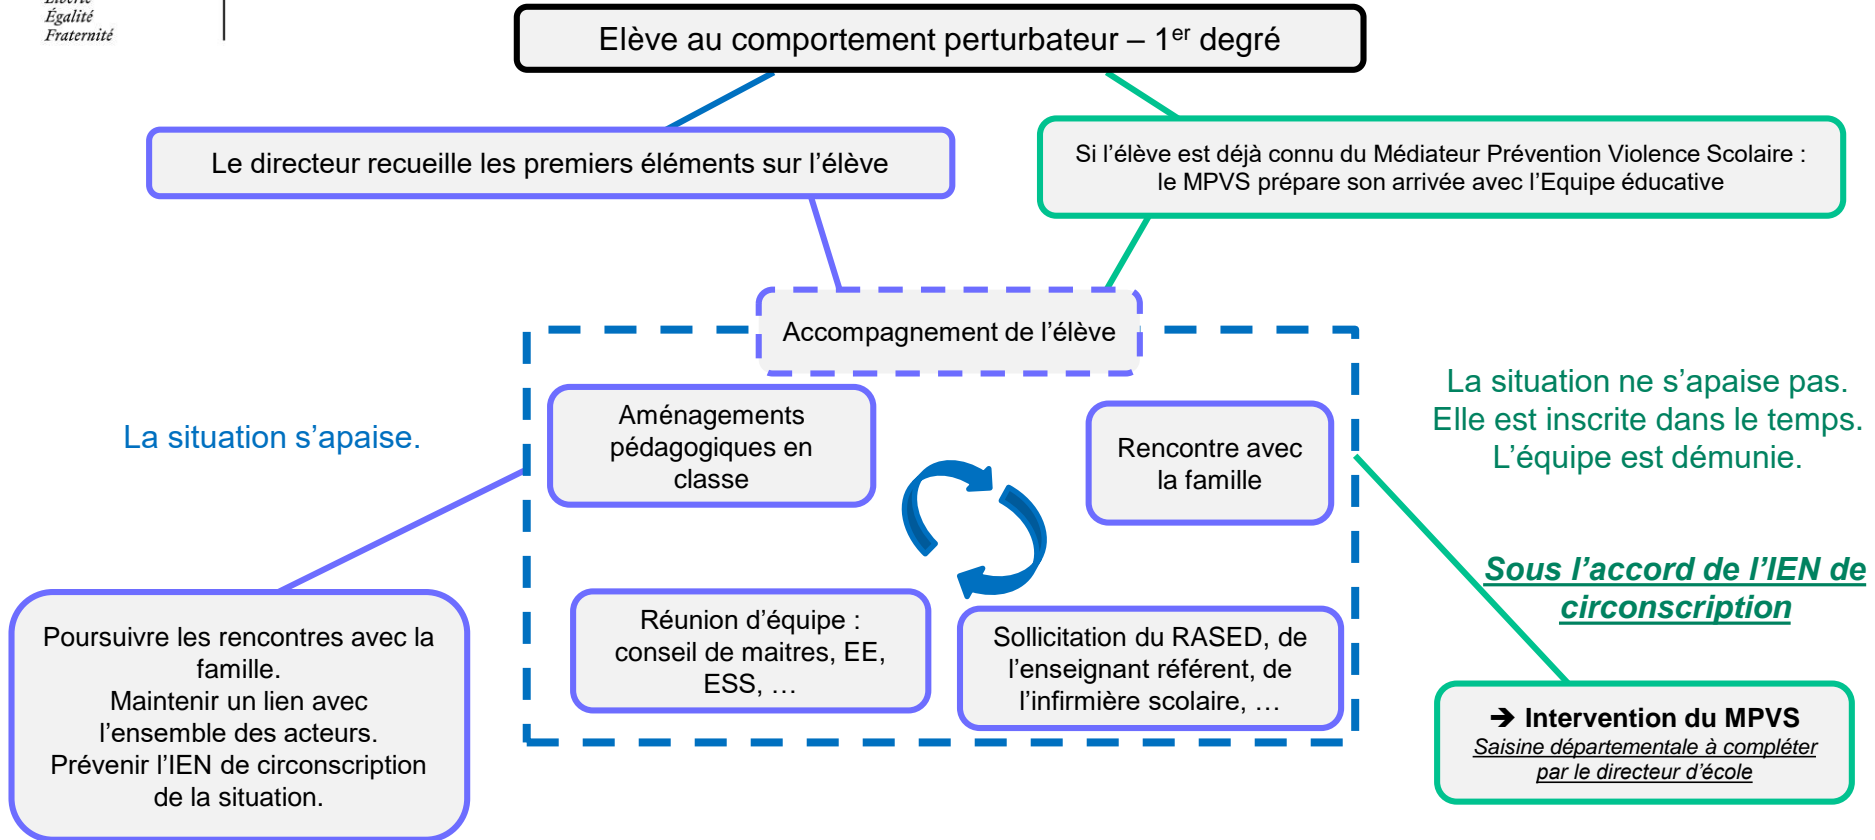 Égalité
Fraternité
Elève au comportement perturbateur – 1er degré
Le directeur recueille les premiers éléments sur l’élève
Si l’élève est déjà connu du Médiateur Prévention Violence Scolaire :
le MPVS prépare son arrivée avec l’Equipe éducative
Accompagnement de l’élève
La situation s’apaise.
Aménagements
pédagogiques en
classe
Rencontre avec
la famille
La situation ne s’apaise pas.
Elle est inscrite dans le temps.
L’équipe est démunie.
Sous l’accord de l’IEN de
circonscription
Poursuivre les rencontres avec la
famille.
Maintenir un lien avec
l’ensemble des acteurs.
Prévenir l’IEN de circonscription
de la situation.
Réunion d’équipe :
conseil de maitres, EE,
ESS, …
Sollicitation du RASED, de
l’enseignant référent, de
l’infirmière scolaire, …
➔ Intervention du MPVS
Saisine départementale à compléter
par le directeur d’école